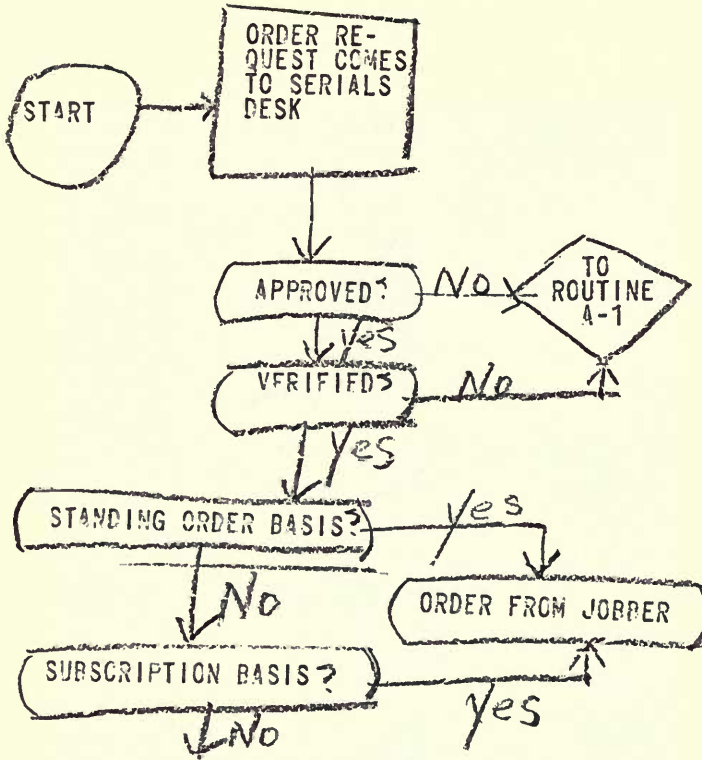 ORDER RE-
QUEST COMES
TO SERIALS
DESK
START
TO
ROUTINE
A-1
APPROVED?
No
Yes
VERIFIED?
No
Yes
STANDING ORDER BASIS?
Yes
No
ORDER FROM JOBBER
SUBSCRIPTION BASIS?
Yes
No